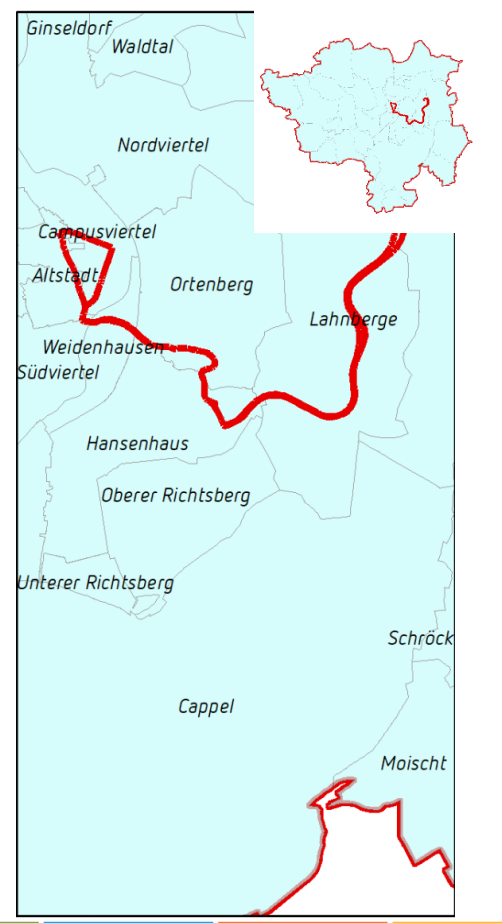 Ginseldorf
Waldtal
Nordviertel
Campusviertel
Altstadt
Ortenberg
Lahnberge
Weidenhausen
Südviertel
Hansenhaus
Oberer Richtsberg
Unterer Richtsberg
Schröck
Cappel
Moischt